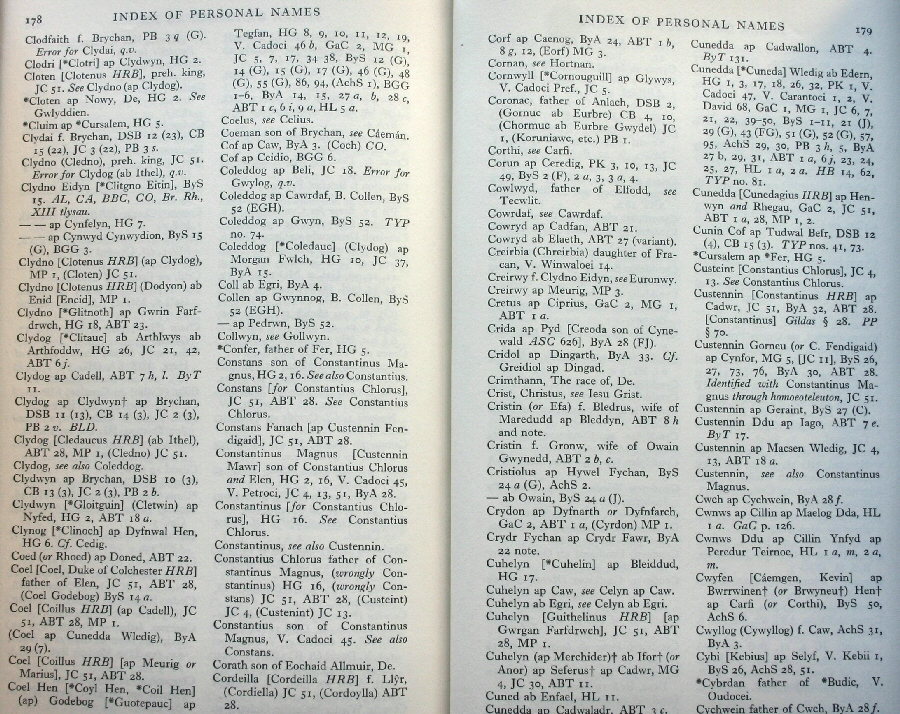 178 INDEX OF PERSONAL NAMES
Clodfaith f. Brychan, PB 3 q (G).
Error for Clydai, q.v.
Clodri [*Clotri] ap Clydwyn, HG 2.
Cloten [Clotenus HRB], preh. king,
JC 51. See Clydno (ap Clydog).
*Cloten ap Nowy, De, HG 2. See
Gwlyddien.
*Cluim ap *Cursalem, HG 5.
Clydai f. Brychan, DSB 12 (23), CB
15 (22), JC 3 (22), PB 3 s.
Clydno (Cledno), preh. king, JC 51.
Error for Clydog (ab Ithel), q.v.
Clydno Eidyn [*Clitgno Eitin], ByS
15. AL, CA, BBC, CO, Br. Rh.,
XIII tlysau.
— — ap Cynfelyn, HG 7.
— — ap Cynwyd Cynwydion, ByS 15
(G), BGG 3.
Clydno [Clotenus HRB] (ap Clydog),
MP 1, (Cloten) JC 51.
Clydno [Clotenus HRB] (Dodyon) ab
Enid [Encid], MP 1.
Clydno [*Glitnoth] ap Gwrin Farf-
drwch, HG 18, ABT 23.
Clydog [*Clitauc] ab Arthlwys ab
Arthfoddw, HG 26, JC 21, 42,
ABT 6 j.
Clydog ap Cadell, ABT 7 h, l. ByT
11.
Clydog ap Clydwyn† ap Brychan,
DSB 11 (13), CB 14 (3), JC 2 (3),
PB 2 v. BLD.
Clydog [Cledaucus HRB] (ab Ithel),
ABT 28, MP 1, (Cledno) JC 51.
Clydog, see also Coleddog.
Clydwyn ap Brychan, DSB 10 (3),
CB 13 (3), JC 2 (3), PB 2 b.
Clydwyn [*Gloitguin] (Cletwin) ap
Nyfed, HG 2, ABT 18 a.
Clynog [*Clinoch] ap Dyfnwal Hen,
HG 6. Cf. Cedig.
Coed (or Rhoed) ap Doned, ABT 22.
Coel [Coel, Duke of Colchester HRB]
father of Elen, JC 51, ABT 28,
(Coel Godebog) ByS 14 a.
Coel [Coillus HRB] (ap Cadell), JC
51, ABT 28, MP 1.
(Coel ap Cunedda Wledig), ByA
29 (7).
Coel [Coillus HRB] [ap Meurig or
Marius], JC 51, ABT 28.
Coel Hen [*Coyl Hen, *Coil Hen]
(ap) Godebog [*Guotepauc] ap
Tegfan, HG 8, 9, 10, 11, 12, 19,
V. Cadoci 46 b, GaC 2, MG 1,
JC 5, 7, 17, 34 38, ByS 12 (G),
14 (G), 15 (G), 17 (G), 46 (G), 48
(G), 55 (G), 86, 94, (AchS 1), BGG
1–6, ByA 14, 15, 27 a, b, 28 c,
ABT 1 c, 6 i, 9 a, HL 5 a.
Coelus, see Celius.
Coeman son of Brychan, see Cáemán.
Cof ap Caw, ByA 3. (Coch) CO.
Cof ap Ceidio, BGG 6.
Coleddog ap Beli, JC 18. Error for
Gwylog, q.v.
Coleddog ap Cawrdaf, B. Collen, ByS
52 (EGH).
Coleddog ap Gwyn, ByS 52. TYP
no. 74.
Coleddog [*Coledauc] (Clydog) ap
Morgan Fwlch, HG 10, JC 37,
ByA 15.
Coll ab Egri, ByA 4.
Collen ap Gwynnog, B. Collen, ByS
52 (EGH).
— ap Pedrwn, ByS 52.
Collwyn, see Gollwyn.
*Confer, father of Fer, HG 5.
Constans son of Constantinus Ma-
gnus, HG 2, 16. See also Constantius.
Constans [for Constantius Chlorus],
JC 51, ABT 28. See Constantius
Chlorus.
Constans Fanach [ap Custennin Fen-
digaid], JC 51, ABT 28.
Constantinus Magnus [Custennin
Mawr] son of Constantius Chlorus
and Elen, HG 2, 16, V. Cadoci 45,
V. Petroci, JC 4, 13, 51, ByA 28.
Constantinus [for Constantius Chlo-
rus], HG 16. See Constantius
Chlorus.
Constantinus, see also Custennin.
Constantius Chlorus father of Con-
stantinus Magnus, (wrongly Con-
stantinus) HG 16, (wrongly Con-
stans) JC 51, ABT 28, (Custeint)
JC 4, (Custenint) JC 13.
Constantius son of Constantinus
Magnus, V. Cadoci 45. See also
Constans.
Corath son of Eochaid Allmuir, De.
Cordeilla [Cordeilla HRB] f. Llŷr,
(Cordiella) JC 51, (Cordoylla) ABT
28.
INDEX OF PERSONAL NAMES 179
Corf ap Caenog, ByA 24. ABT 1 b,
8 g, 12, (Eorf) MG 3.
Cornan, see Hortnan.
Cornwyll [*Cornouguill] ap Glywys,
V. Cadoci Pref., JC 5.
Coronac, father of Anlach, DSB 2,
(Gornuc ab Eurbre) CB 4, 10,
(Chormuc ab Eurbre Gwydel) JC
1, (Koruniawc, etc.) PB 1.
Corthi, see Carfi.
Corun ap Ceredig, PK 3, 10, 13, JC
49, ByS 2 (F), 2 a, 3, 3 a, 4.
Cowlwyd, father of Elfodd, see
Tecwlit.
Cowrdaf, see Cawrdaf.
Cowryd ap Cadfan, ABT 21.
Cowryd ab Elaeth, ABT 27 (variant).
Creirbia (Chreirbia) daughter of Fra-
can, V. Winwaloei 14.
Creirwy f. Clydno Eidyn, see Euronwy.
Creirwy ap Meurig, MP 3.
Cretus ap Ciprius, GaC 2, MG 1,
ABT 1 a.
Crida ap Pyd [Creoda son of Cyne-
wald ASC 626], ByA 28 (FJ).
Cridol ap Dingarth, ByA 33. Cf.
Greidiol ap Dingad.
Crimthann, The race of, De.
Crist, Christus, see Iesu Grist.
Cristin (or Efa) f. Bledrus, wife of
Maredudd ap Bleddyn, ABT 8 h
and note.
Cristin f. Gronw, wife of Owain
Gwynedd, ABT 2 b, c.
Cristiolus ap Hywel Fychan, ByS
24 a (G), AchS 2.
— ab Owain, ByS 24 a (J).
Crydon ap Dyfnarth or Dyfnfarch,
GaC 2, ABT 1 a, (Cyrdon) MP 1.
Crydr Fychan ap Crydr Fawr, ByA
22 note.
Cuhelyn [*Cuhelin] ap Bleiddud,
HG 17.
Cuhelyn ap Caw, see Celyn ap Caw.
Cuhelyn ab Egri, see Celyn ab Egri.
Cuhelyn [Guithelinus HRB] [ap
Gwrgan Farfdrwch], JC 51, ABT
28, MP 1.
Cuhelyn (ap Merchider)† ab Ifor† (or
Anor) ap Seferus† ap Cadwr, MG
4, JC 30, ABT 11.
Cuned ab Enfael, HL 11.
Cunedda ap Cadwaladr, ABT 3 c.
Cunedda ap Cadwallon, ABT 4.
ByT 131.
Cunedda [*Cuneda] Wledig ab Edern,
HG 1, 3, 17, 18, 26, 32, PK 1, V.
Cadoci 47, V. Carantoci 1, 2, V.
David 68, GaC 1, MG 1, JC 6, 7,
21, 22, 39–50, ByS 1–11, 21 (J),
29 (G), 43 (FG), 51 (G), 52 (G), 57,
95, AchS 29, 30, PB 3 h, 5, ByA
27 b, 29, 31, ABT 1 a, 6 j, 23, 24,
25, 27, HL 1 a, 2 a. HB 14, 62,
TYP no. 81.
Cunedda [Cunedagius HRB] ap Hen-
wyn and Rhegau, GaC 2, JC 51,
ABT 1 a, 28, MP 1, 2.
Cunin Cof ap Tudwal Befr, DSB 12
(4), CB 15 (3). TYP nos. 41, 73.
*Cursalem ap *Fer, HG 5.
Custeint [Constantius Chlorus], JC 4,
13. See Constantius Chlorus.
Custennin [Constantinus HRB] ap
Cadwr, JC 51, ByA 32, ABT 28.
[Constantinus] Gildas § 28. PP
§ 70.
Custennin Gorneu (or C. Fendigaid)
ap Cynfor, MG 5, [JC 11], ByS 26,
27, 73, 76, ByA 30, ABT 28.
Identified with Constantinus Ma-
gnus through homoeoteleuton, JC 51.
Custennin ap Geraint, ByS 27 (C).
Custennin Ddu ap Iago, ABT 7 e.
ByT 17.
Custennin ap Macsen Wledig, JC 4,
13, ABT 18 a.
Custennin, see also Constantinus
Magnus.
Cwch ap Cychwein, ByA 28 f.
Cwnws ap Cillin ap Maelog Dda, HL
1 a. GaG p. 126.
Cwnws Ddu ap Cillin Ynfyd ap
Peredur Teirnoe, HL 1 a, m, 2 a,
m.
Cwyfen [Cáemgen, Kevin] ap
Bwrrwinen† (or Brwyneu†) Hen†
ap Carfi (or Corthi), ByS 50,
AchS 6.
Cwyllog (Cywyllog) f. Caw, AchS 31,
ByA 3.
Cybi [Kebius] ap Selyf, V. Kebii 1,
ByS 26, AchS 28, 51.
*Cybrdan father of *Budic, V.
Oudocei.
Cychwein father of Cwch, ByA 28 f.